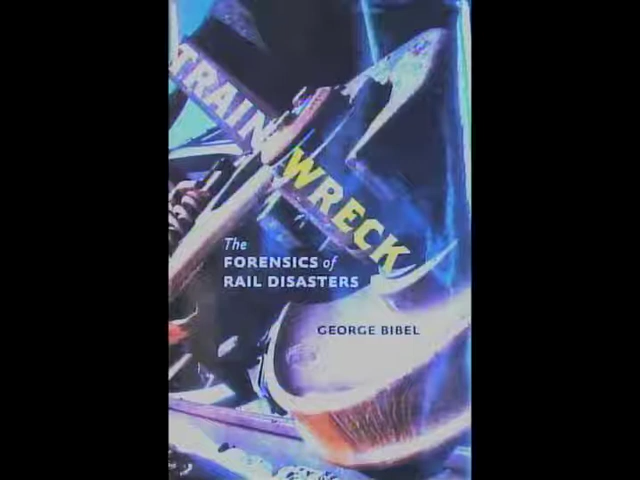 TRAIN
WRECK
The
FORENSICS of
RAIL DISASTERS
GEORGE BIBEL